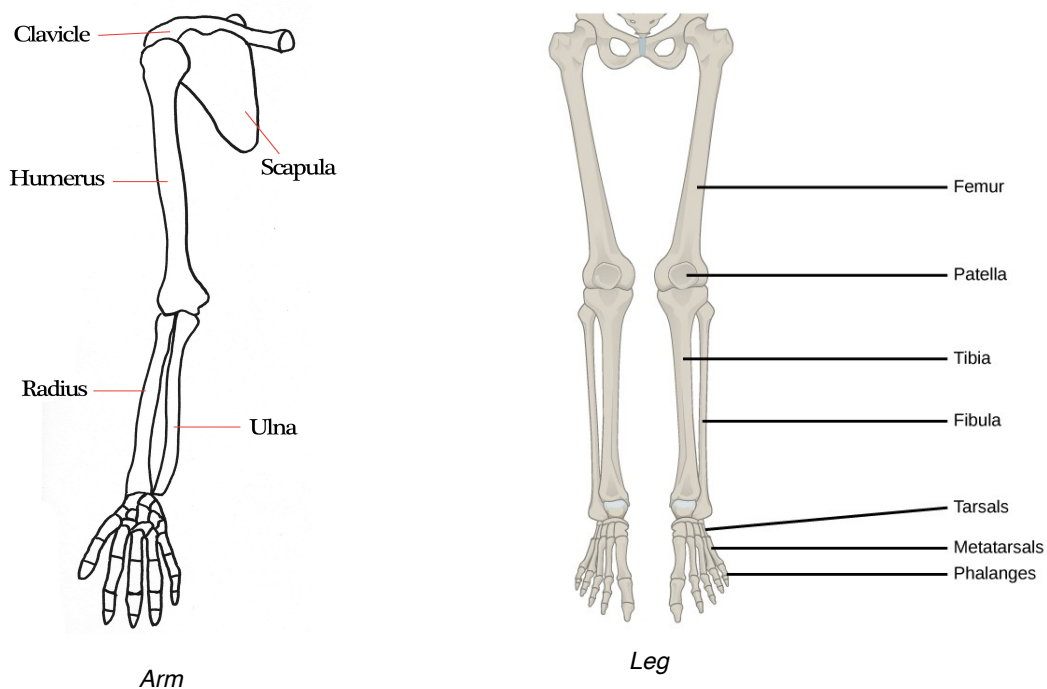 Clavicle
Scapula
Humerus
Radius
Ulna
Arm
Femur
Patella
Tibia
Fibula
Tarsals
Metatarsals
Phalanges
Leg